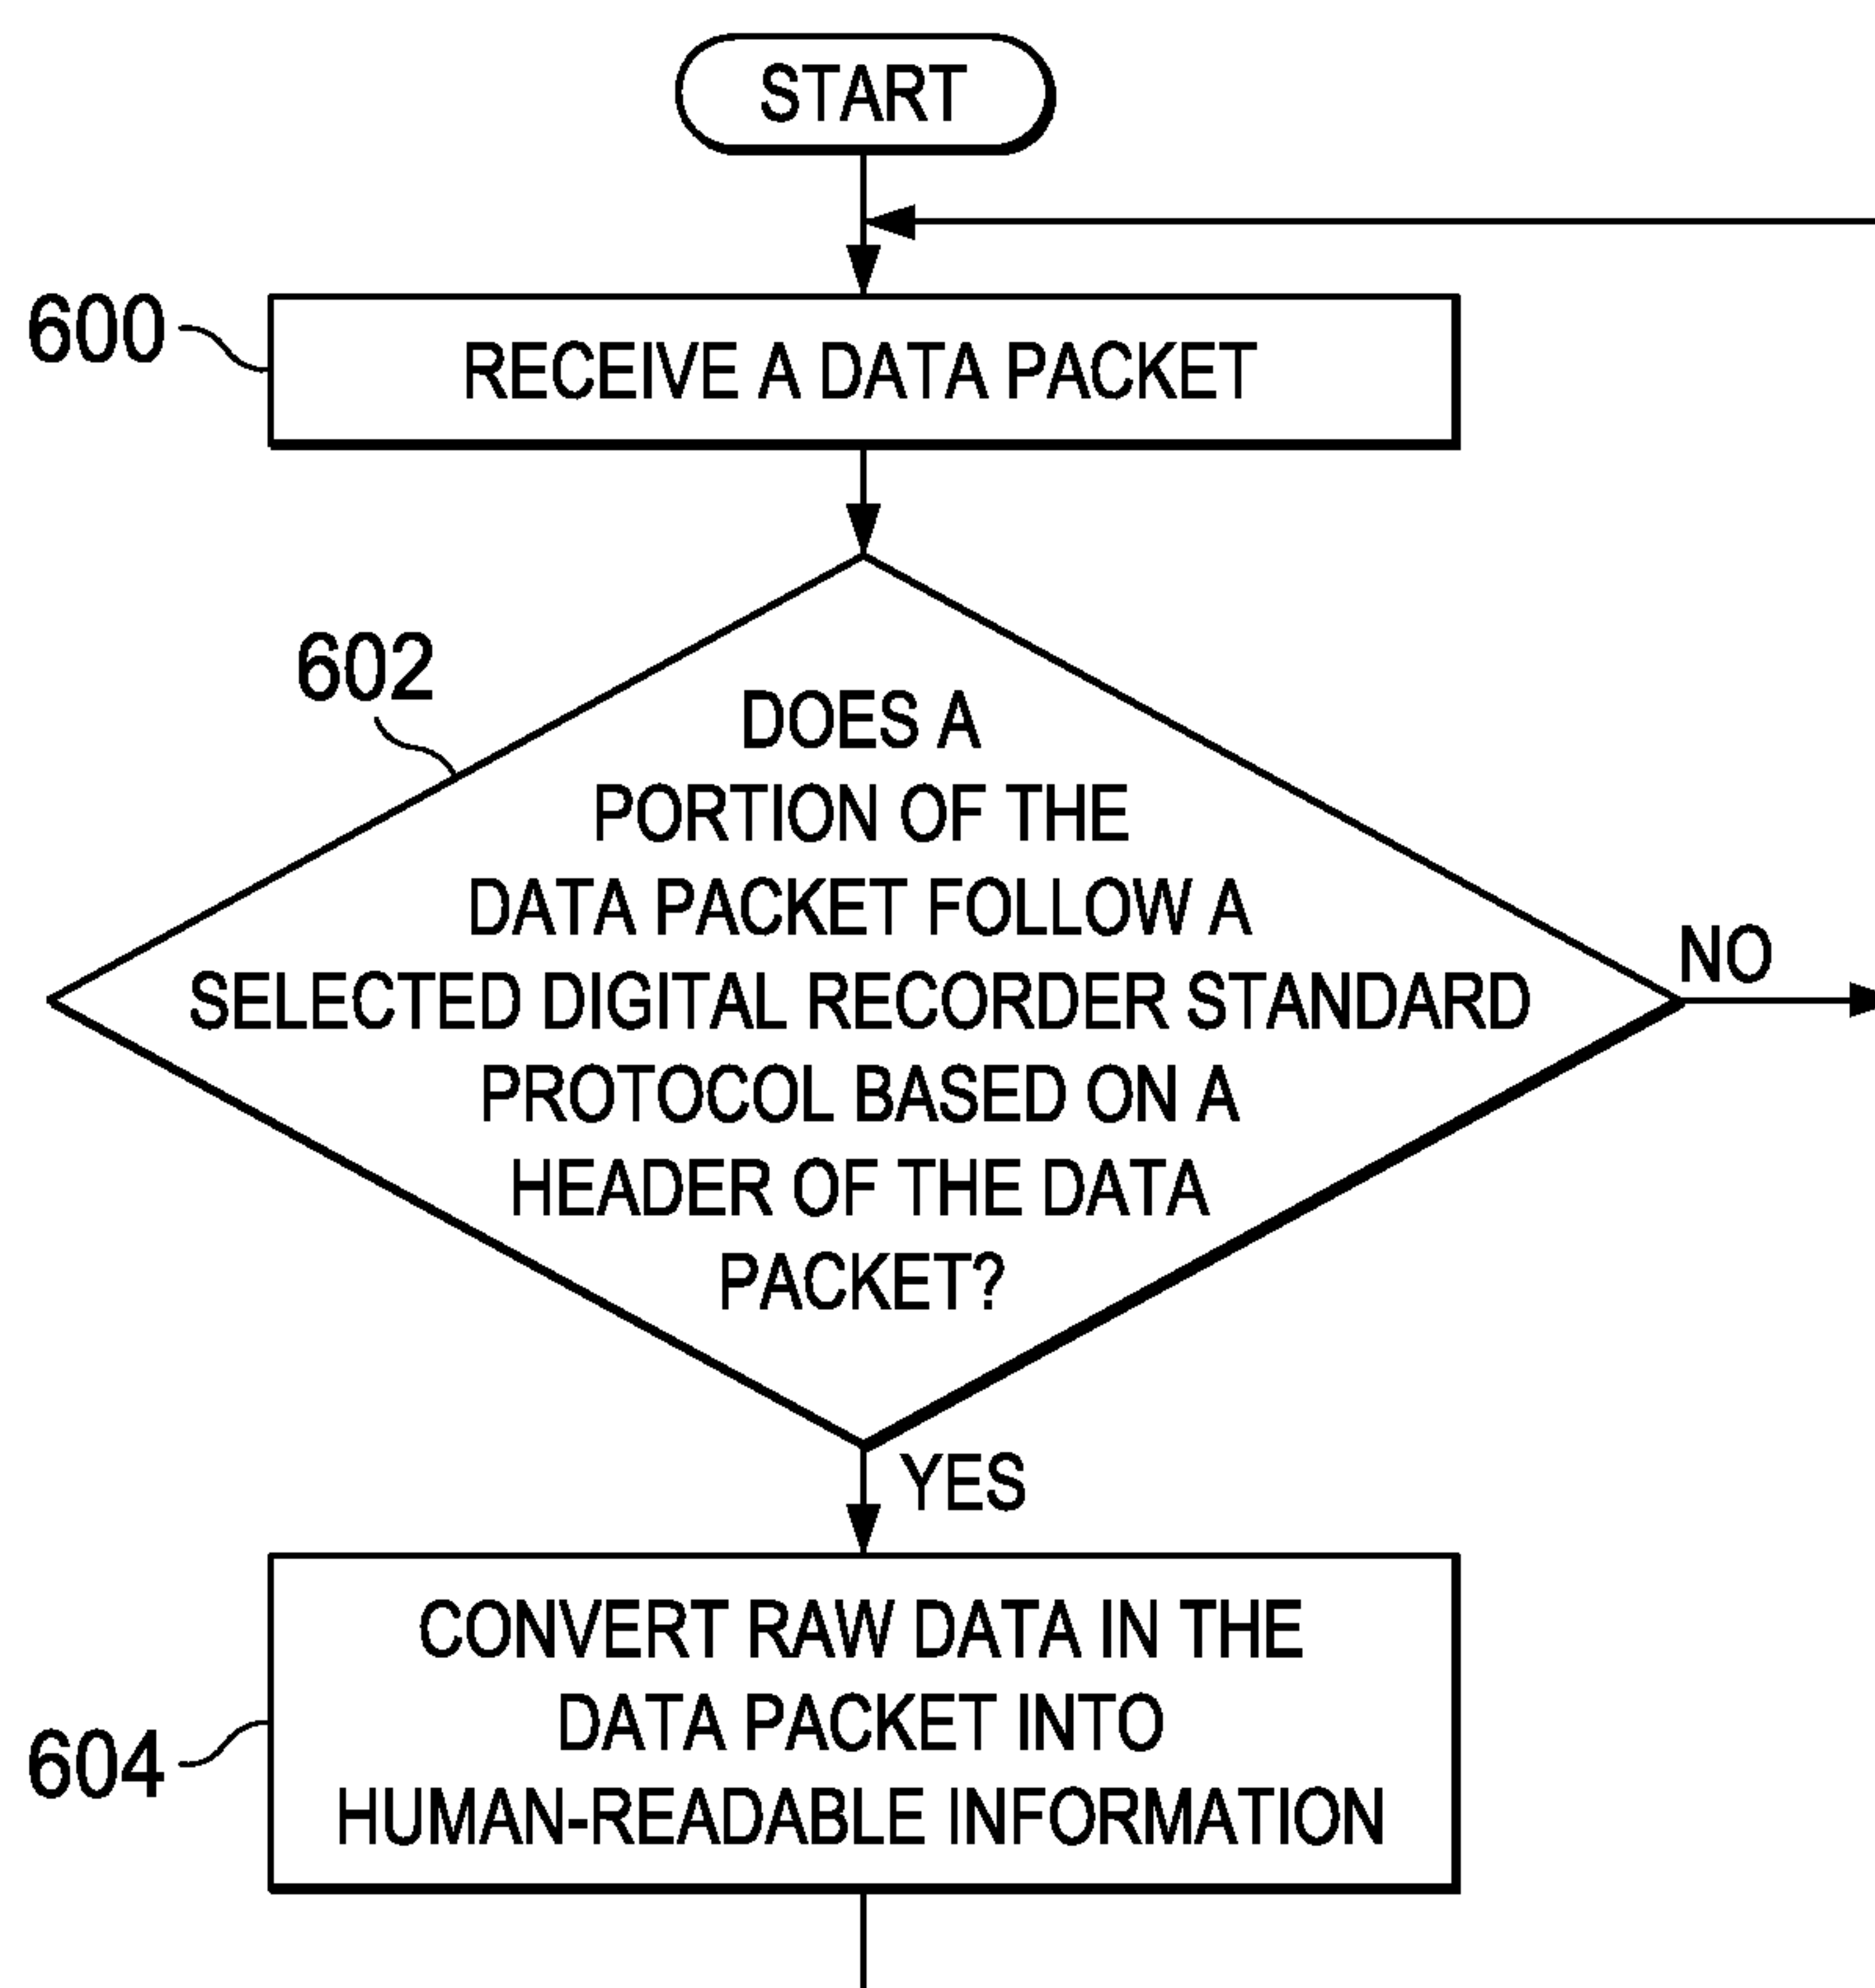 START
600
RECEIVE A DATA PACKET
602
DOES A
PORTION OF THE
DATA PACKET FOLLOW A
SELECTED DIGITAL RECORDER STANDARD
PROTOCOL BASED ON A
HEADER OF THE DATA
PACKET?
NO
YES
604
CONVERT RAW DATA IN THE
DATA PACKET INTO
HUMAN-READABLE INFORMATION